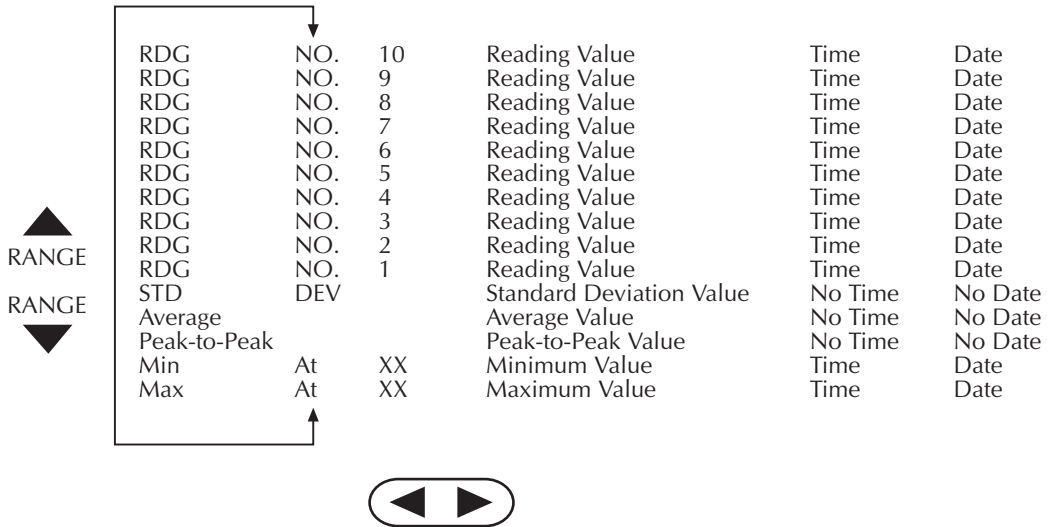 RDG NO. 10 Reading Value Time Date
RDG NO. 9 Reading Value Time Date
RDG NO. 8 Reading Value Time Date
RDG NO. 7 Reading Value Time Date
RDG NO. 6 Reading Value Time Date
RDG NO. 5 Reading Value Time Date
RDG NO. 4 Reading Value Time Date
RDG NO. 3 Reading Value Time Date
RDG NO. 2 Reading Value Time Date
RDG NO. 1 Reading Value Time Date
STD DEV Standard Deviation Value No Time No Date
Average Average Value No Time No Date
Peak-to-Peak Peak-to-Peak Value No Time No Date
Min At XX Minimum Value Time Date
Max At XX Maximum Value Time Date
RANGE
RANGE